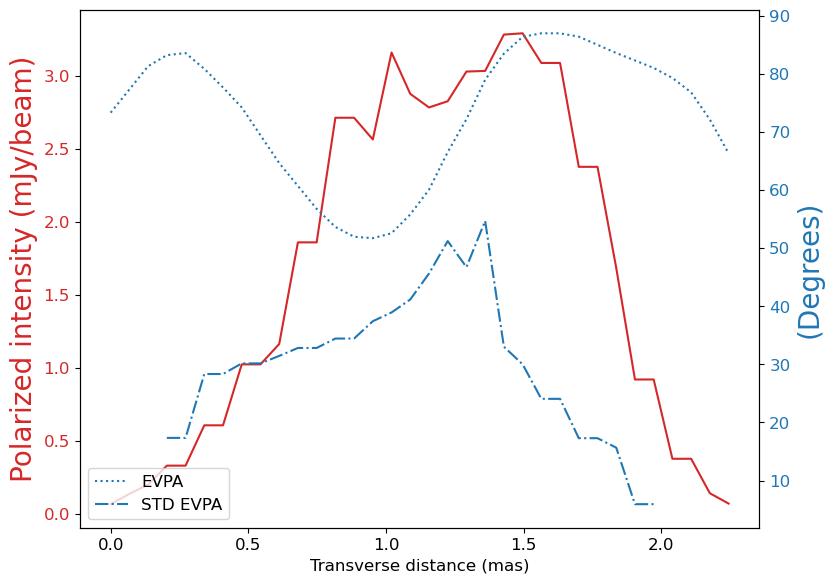 Polarized intensity (mJy/beam)
3.0
2.5
2.0
1.5
1.0
0.5
0.0
90
80
70
60
50
40
30
20
10
(Degrees)
EVPA
STD EVPA
0.0 0.5 1.0 1.5 2.0
Transverse distance (mas)